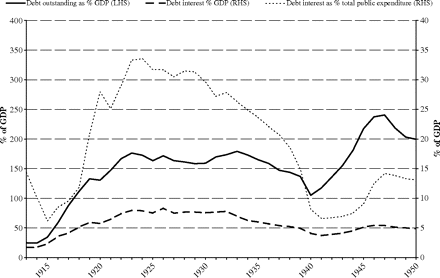 Debt outstanding as % GDP (LHS) Debt interest % GDP (RHS) Debt interest as % total public expenditure (RHS)
400 40
350 35
300 30
250 25
200 20
150 15
100 10
50 5
0 0
% of GDP
% of GDP
1915 1920 1925 1930 1935 1940 1945 1950